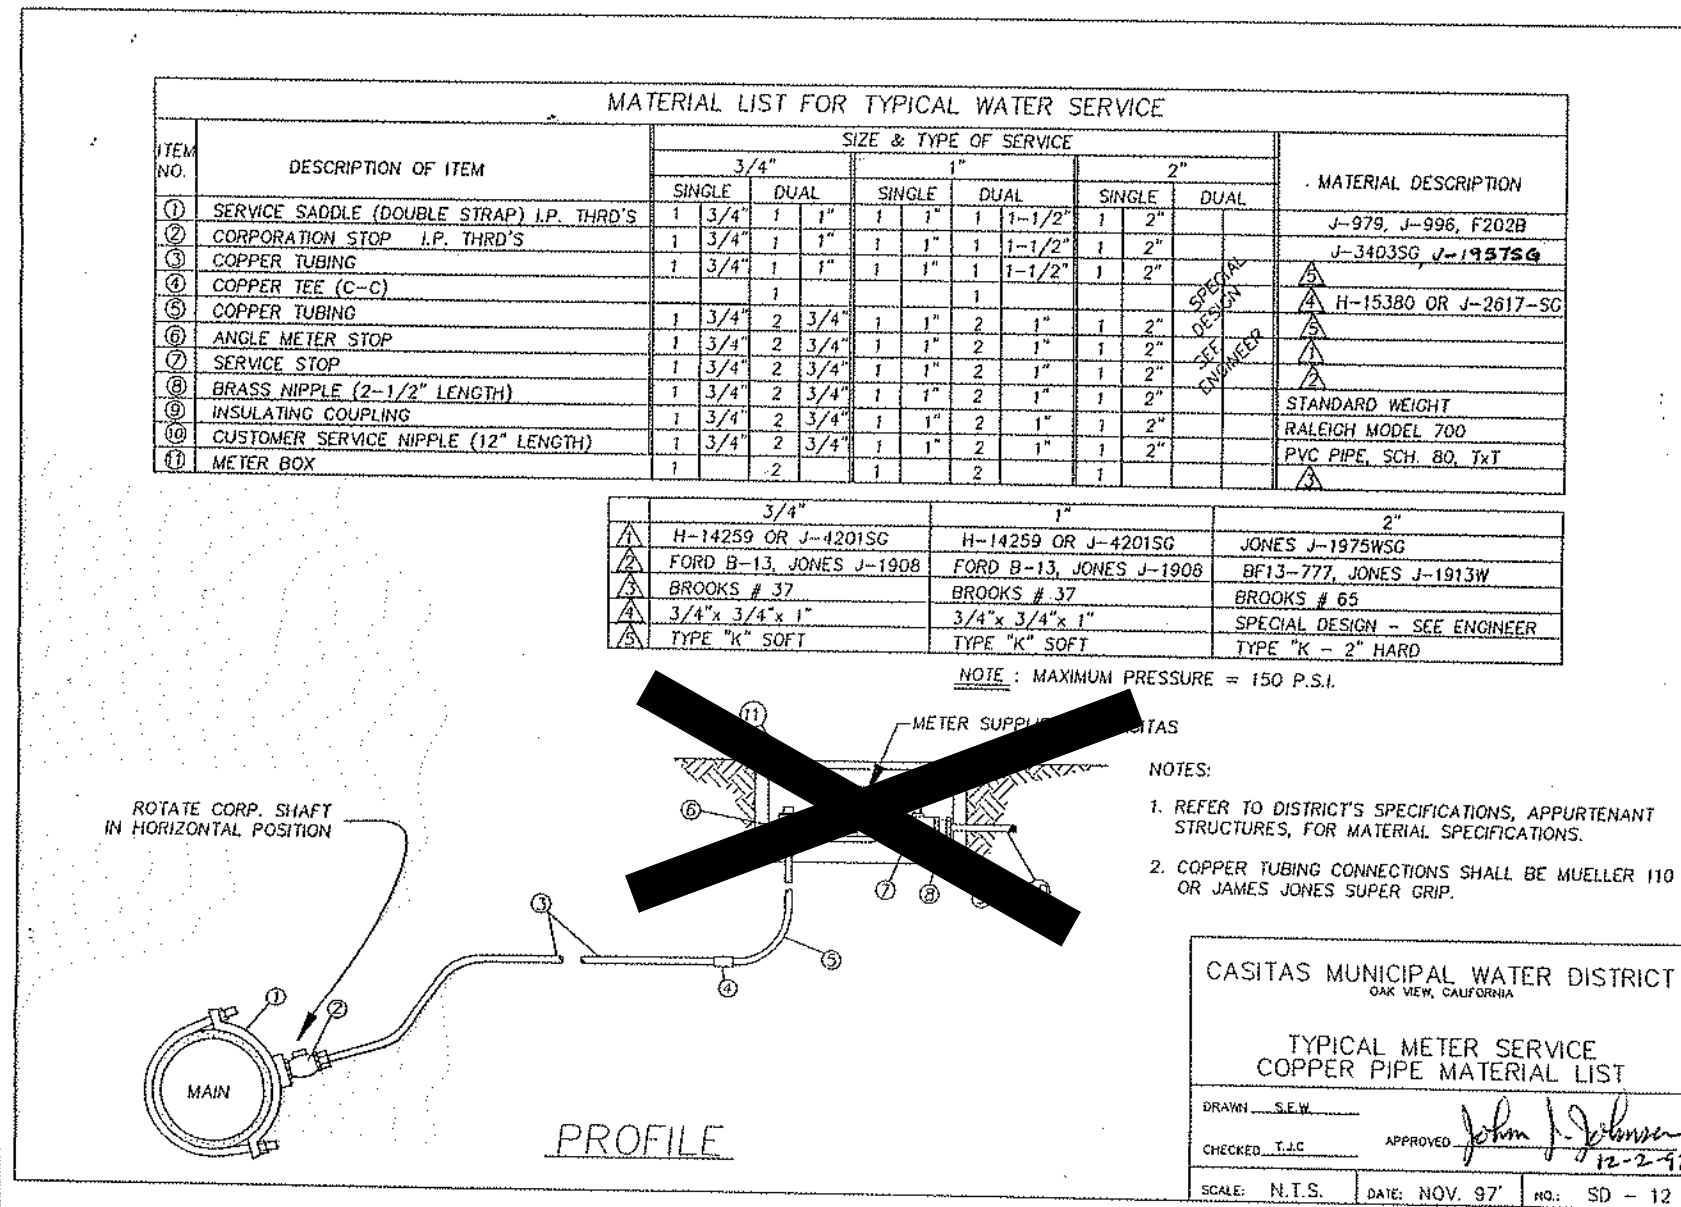 MATERIAL LIST FOR TYPICAL WATER SERVICE
ITEM NO. DESCRIPTION OF ITEM SIZE & TYPE OF SERVICE MATERIAL DESCRIPTION
3/4" 1" 2"
SINGLE DUAL SINGLE DUAL SINGLE DUAL
1 SERVICE SADDLE (DOUBLE STRAP) I.P. THRD'S 1 3/4" 1 1" 1 1" 1 1-1/2" 1 2" J-979, J-996, F202B
2 CORPORATION STOP I.P. THRD'S 1 3/4" 1 1" 1 1" 1 1-1/2" 1 2" J-3403SG, J-1937SG
3 COPPER TUBING 1 3/4" 1 1" 1 1" 1 1-1/2" 1 2" 5
4 COPPER TEE (C-C) 1 1 4 H-15380 OR J-2617-SG
5 COPPER TUBING 1 3/4" 2 3/4" 1 1" 2 1" 1 2" 5
6 ANGLE METER STOP 1 3/4" 2 3/4" 1 1" 2 1" 1 2" 1
7 SERVICE STOP 1 3/4" 2 3/4" 1 1" 2 1" 1 2" 2
8 BRASS NIPPLE (2-1/2" LENGTH) 1 3/4" 2 3/4" 1 1" 2 1" 1 2" STANDARD WEIGHT
9 INSULATING COUPLING 1 3/4" 2 3/4" 1 1" 2 1" 1 2" RALEIGH MODEL 700
10 CUSTOMER SERVICE NIPPLE (12" LENGTH) 1 3/4" 2 3/4" 1 1" 2 1" 1 2" PVC PIPE, SCH. 80, TxT
11 METER BOX 1 2 1 2 1 3
SPECIAL
DESIGN
SEE
ENGINEER
3/4" 1" 2"
1 H-14259 OR J-4201SG H-14259 OR J-4201SG JONES J-1975WSG
2 FORD B-13, JONES J-1908 FORD B-13, JONES J-1908 BF13-777, JONES J-1913W
3 BROOKS # 37 BROOKS # 37 BROOKS # 65
4 3/4"x 3/4"x 1" 3/4"x 3/4"x 1" SPECIAL DESIGN - SEE ENGINEER
5 TYPE "K" SOFT TYPE "K" SOFT TYPE "K - 2" HARD
NOTE : MAXIMUM PRESSURE = 150 P.S.I.
11
METER
6
7
8
ROTATE CORP. SHAFT
IN HORIZONTAL POSITION
3
5
4
1
2
MAIN
PROFILE
NOTES:
1. REFER TO DISTRICT'S SPECIFICATIONS, APPURTENANT
STRUCTURES, FOR MATERIAL SPECIFICATIONS.
2. COPPER TUBING CONNECTIONS SHALL BE MUELLER 110
OR JAMES JONES SUPER GRIP.
CASITAS MUNICIPAL WATER DISTRICT
OAK VIEW, CALIFORNIA
TYPICAL METER SERVICE
COPPER PIPE MATERIAL LIST
DRAWN S.E.W.
CHECKED T.J.C
APPROVED John J. Johnson
SCALE: N.T.S. DATE: NOV. 97' NO.: SD - 12